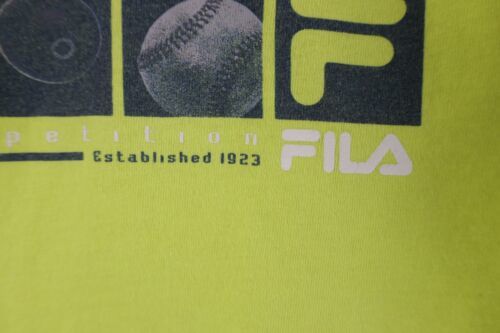 F
petition FILA
Established 1923